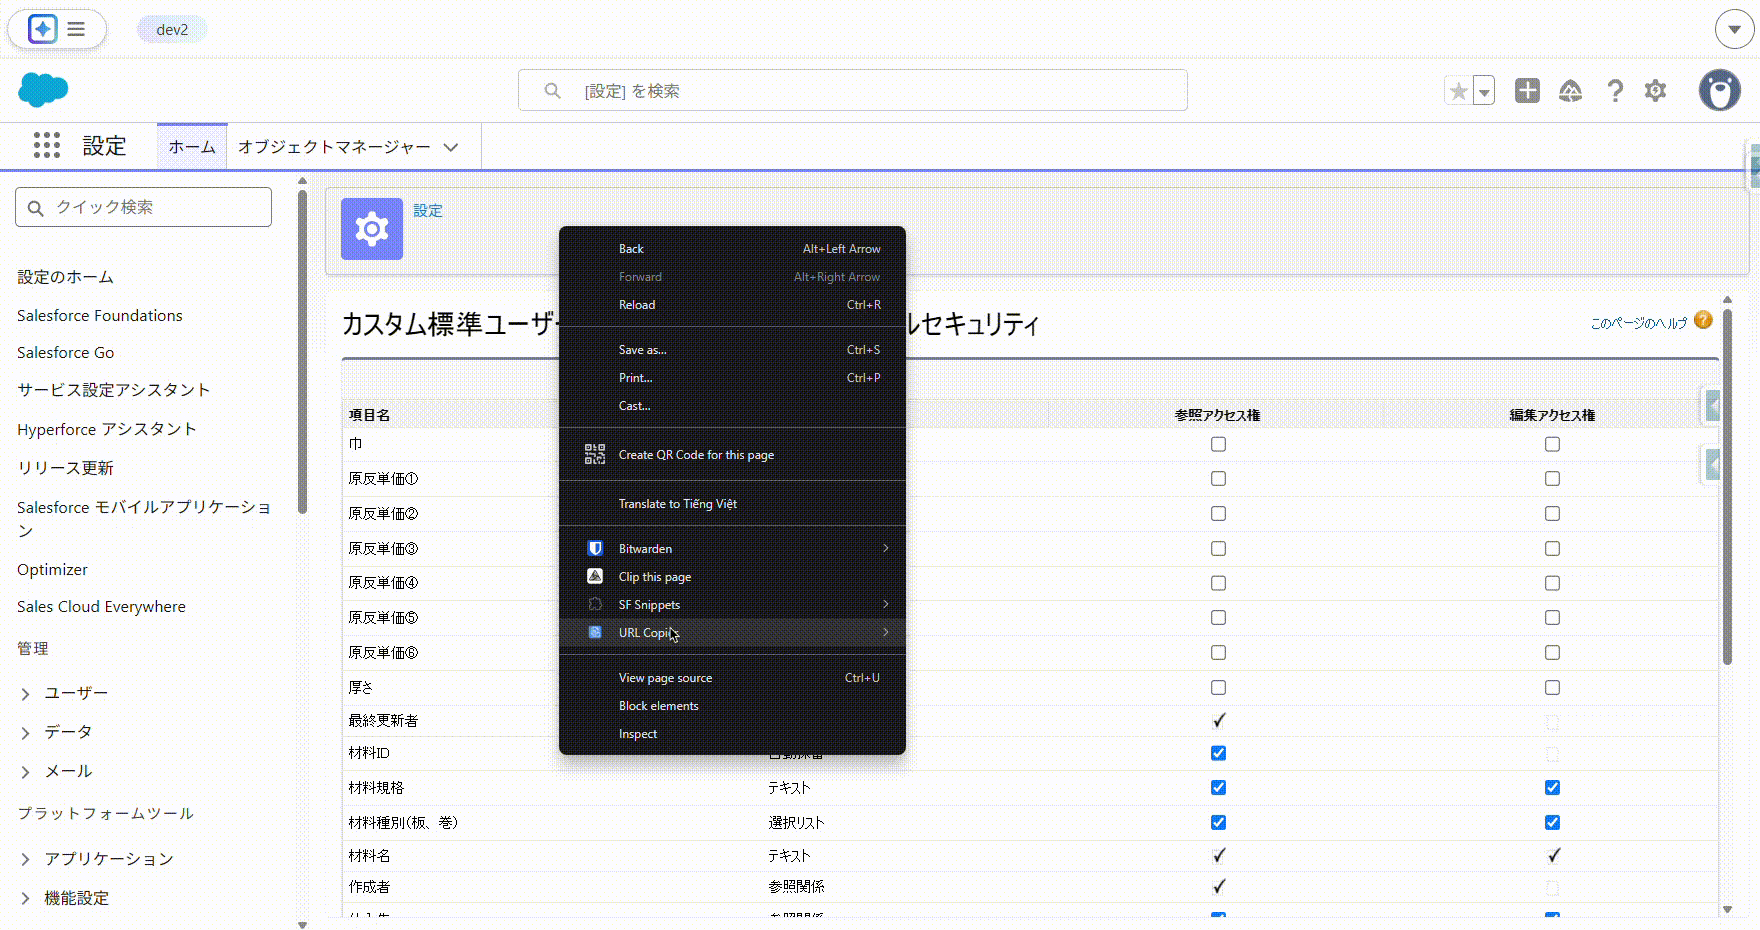 dev2
[設定] を検索
設定
ホーム
オブジェクトマネージャー
クイック検索
設定のホーム
Salesforce Foundations
Salesforce Go
サービス設定アシスタント
Hyperforce アシスタント
リリース更新
Salesforce モバイルアプリケーショ
ン
Optimizer
Sales Cloud Everywhere
管理
ユーザー
データ
メール
プラットフォームツール
アプリケーション
機能設定
設定
カスタム標準ユーザー
ルセキュリティ
このページのヘルプ
項目名 参照アクセス権 編集アクセス権
巾
原反単価①
原反単価②
原反単価③
原反単価④
原反単価⑤
原反単価⑥
厚さ
最終更新者
材料ID 自動採番
材料規格 テキスト
材料種別(板、巻) 選択リスト
材料名 テキスト
作成者 参照関係
参照関係
Back Alt+Left Arrow
Forward Alt+Right Arrow
Reload Ctrl+R
Save as... Ctrl+S
Print... Ctrl+P
Cast...
Create QR Code for this page
Translate to Tiếng Việt
Bitwarden
Clip this page
SF Snippets
URL Copi
View page source Ctrl+U
Block elements
Inspect